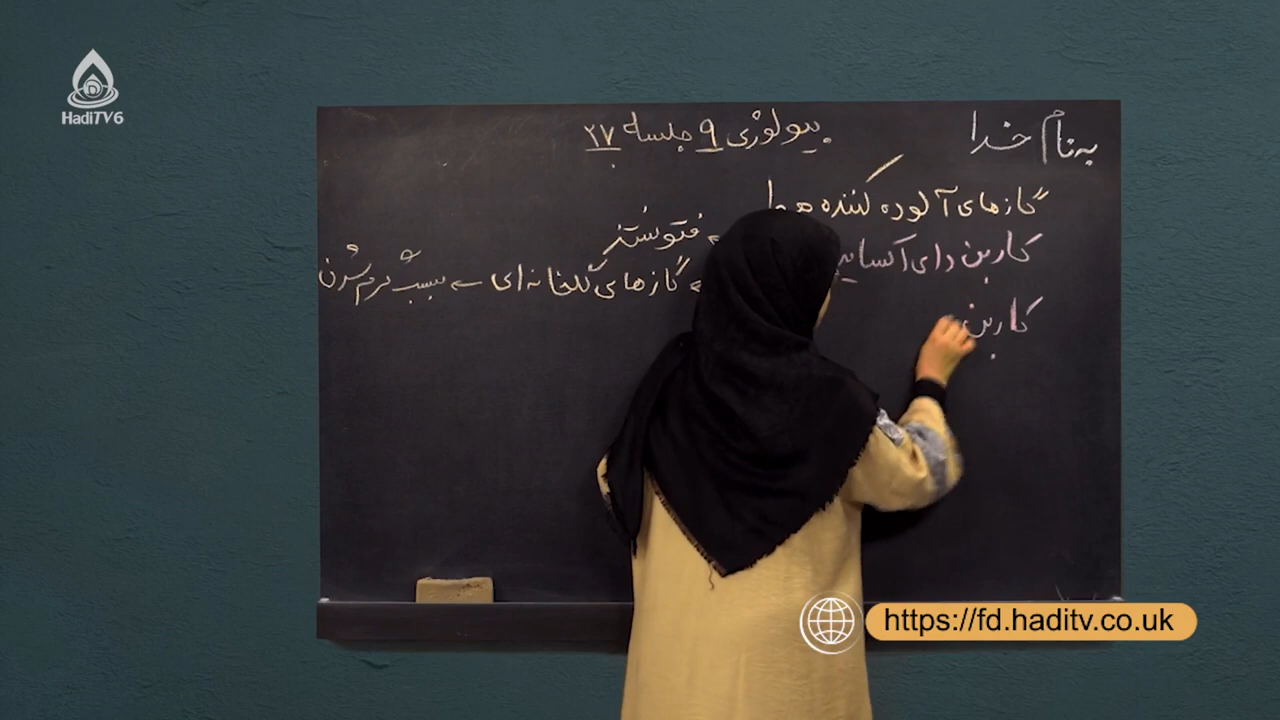 HadiTV6
به نام خدا
بیولوژی ۹ جلسه ۲۷
گازهای آلوده کننده هوا
کاربن دای اکساید
فتوسنتز
گازهای گلخانه ای ← سبب گرم شدن
کاربن
https://fd.haditv.co.uk